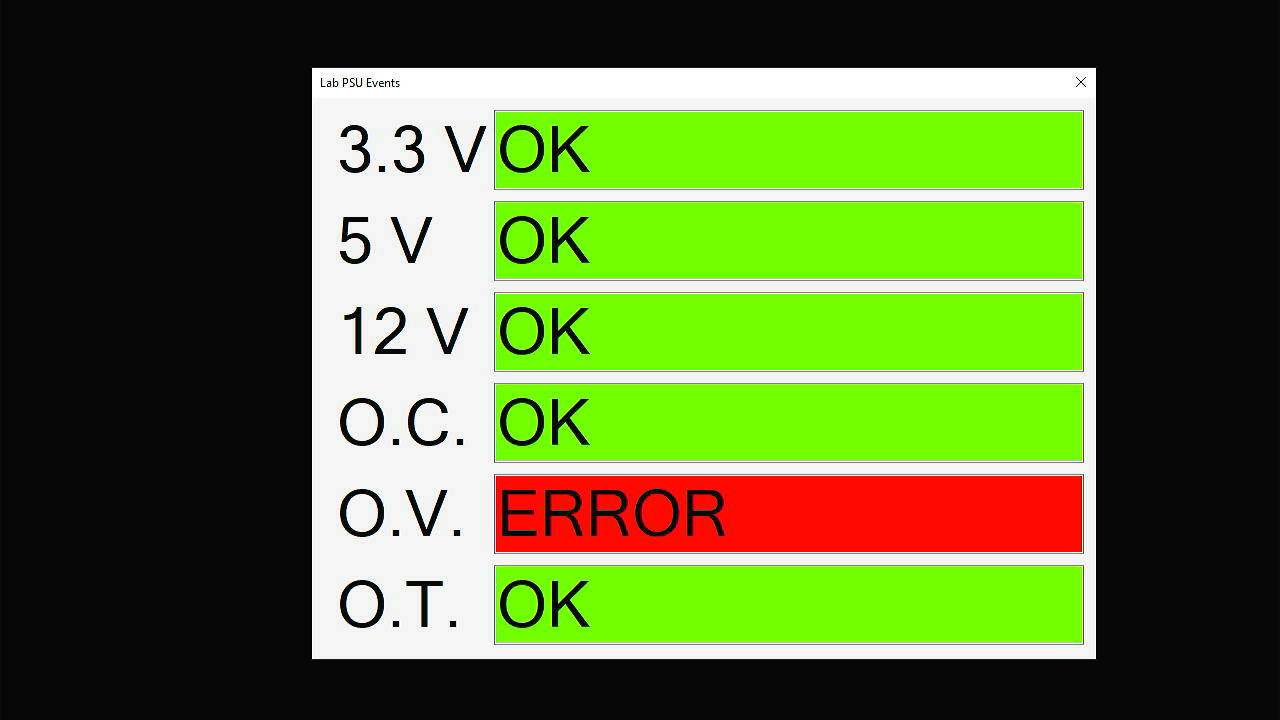 Lab PSU Events
3.3 V OK
5 V OK
12 V OK
O.C. OK
O.V. ERROR
O.T. OK